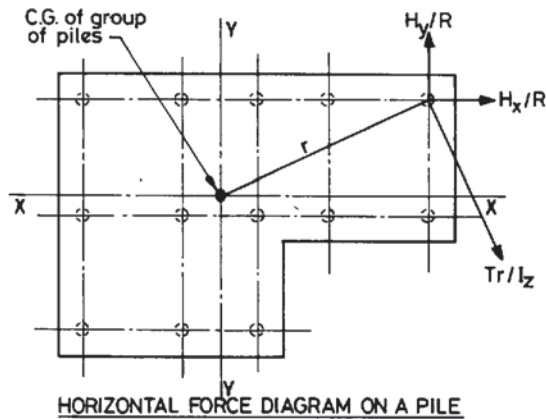 C.G. of group
of piles
Y
Hy/R
Hx/R
r
X
X
Tr/Iz
Y
HORIZONTAL FORCE DIAGRAM ON A PILE